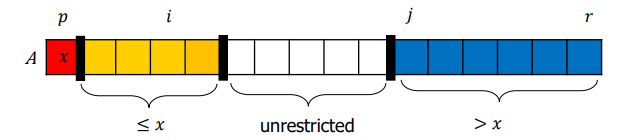 p i j r
A x
≤ x unrestricted > x